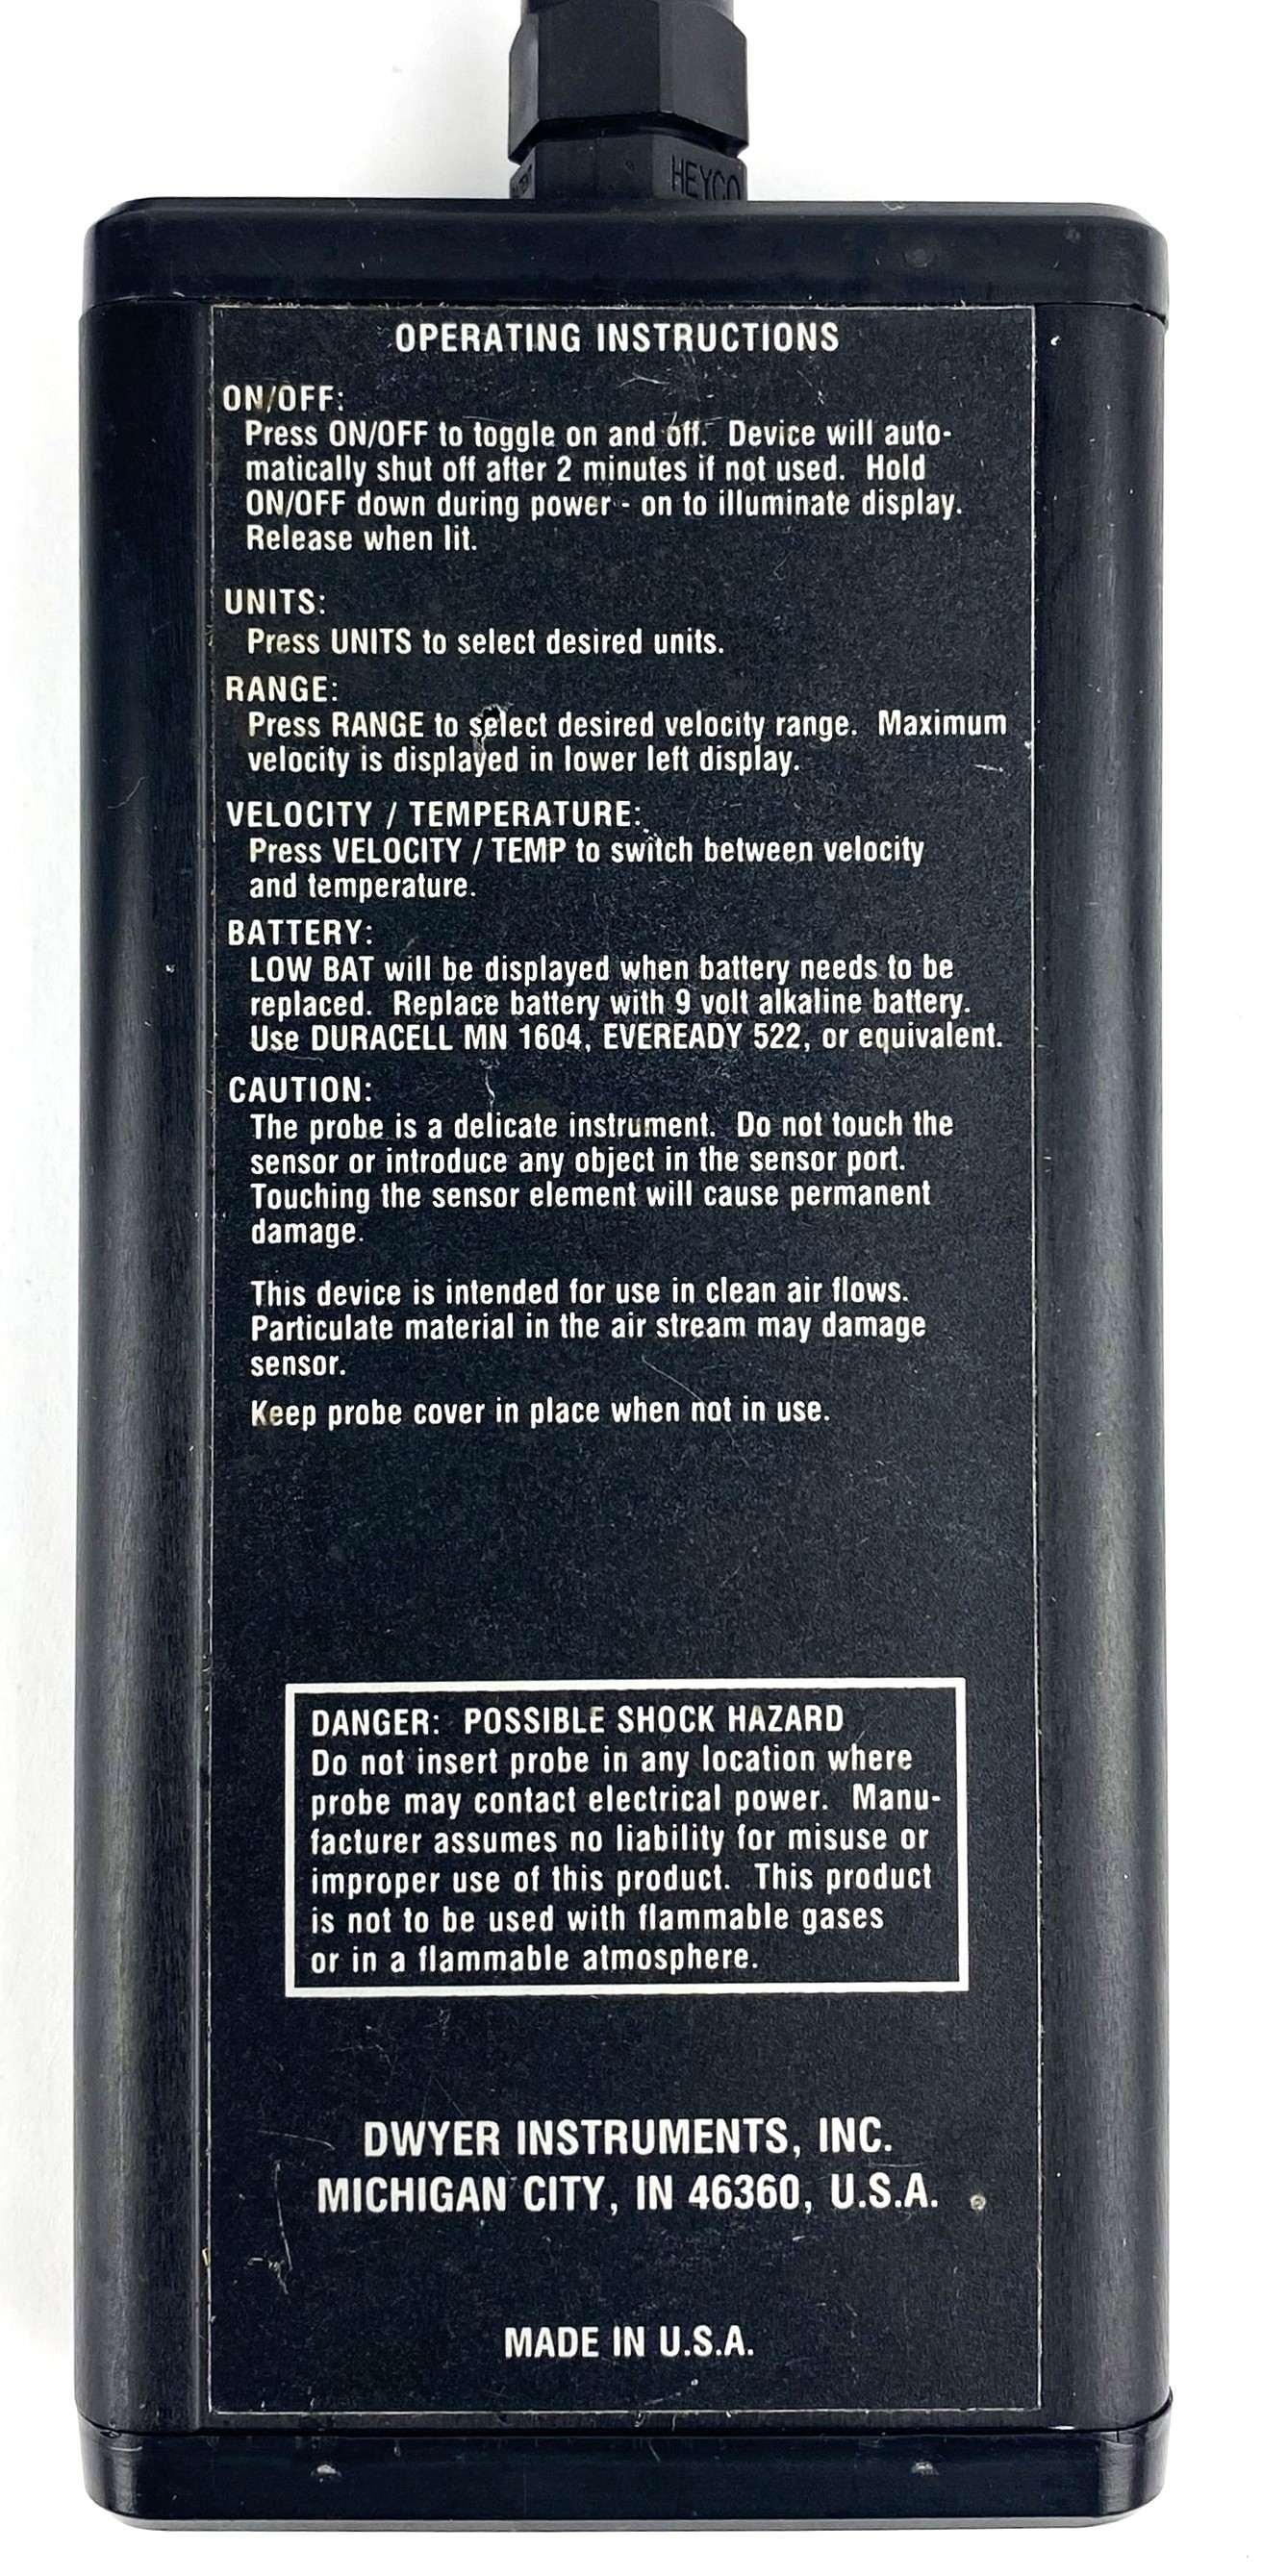 HEYCO
OPERATING INSTRUCTIONS
ON/OFF:
Press ON/OFF to toggle on and off. Device will auto-
matically shut off after 2 minutes if not used. Hold
ON/OFF down during power - on to illuminate display.
Release when lit.
UNITS:
Press UNITS to select desired units.
RANGE:
Press RANGE to select desired velocity range. Maximum
velocity is displayed in lower left display.
VELOCITY / TEMPERATURE:
Press VELOCITY / TEMP to switch between velocity
and temperature.
BATTERY:
LOW BAT will be displayed when battery needs to be
replaced. Replace battery with 9 volt alkaline battery.
Use DURACELL MN 1604, EVEREADY 522, or equivalent.
CAUTION:
The probe is a delicate instrument. Do not touch the
sensor or introduce any object in the sensor port.
Touching the sensor element will cause permanent
damage.
This device is intended for use in clean air flows.
Particulate material in the air stream may damage
sensor.
Keep probe cover in place when not in use.
DANGER: POSSIBLE SHOCK HAZARD
Do not insert probe in any location where
probe may contact electrical power. Manu-
facturer assumes no liability for misuse or
improper use of this product. This product
is not to be used with flammable gases
or in a flammable atmosphere.
DWYER INSTRUMENTS, INC.
MICHIGAN CITY, IN 46360, U.S.A.
MADE IN U.S.A.